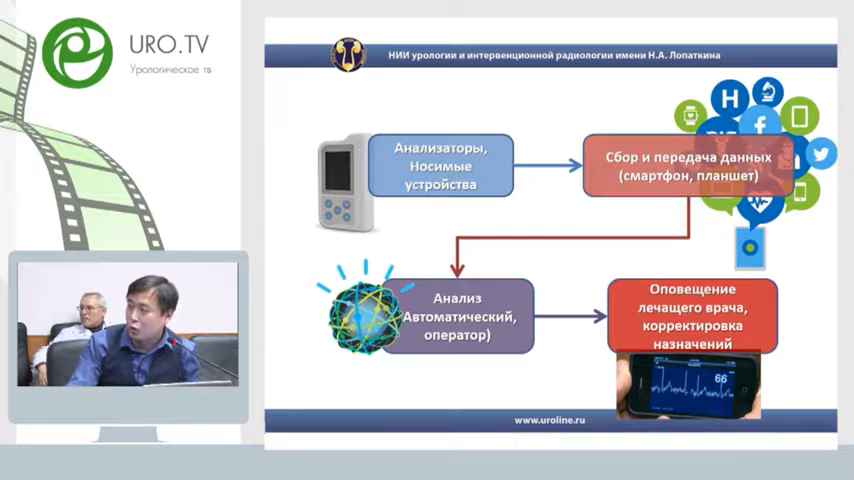 URO.TV
Урологическое тв
НИИ урологии и интервенционной радиологии имени Н.А. Лопаткина
Анализаторы,
Носимые
устройства
Сбор и передача данных
(смартфон, планшет)
H
Анализ
Автоматический,
оператор)
Оповещение
лечащего врача,
корректировка
назначений
66
www.uroline.ru